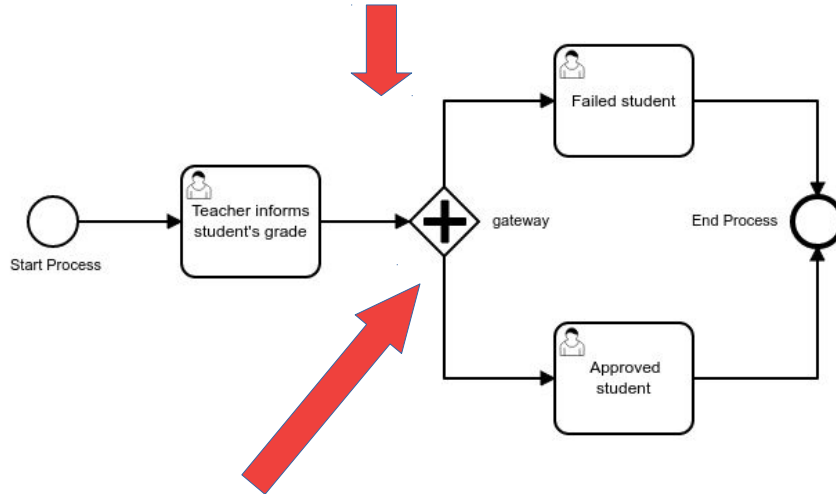 Failed student
Teacher informs
student's grade
gateway
End Process
Start Process
Approved
student